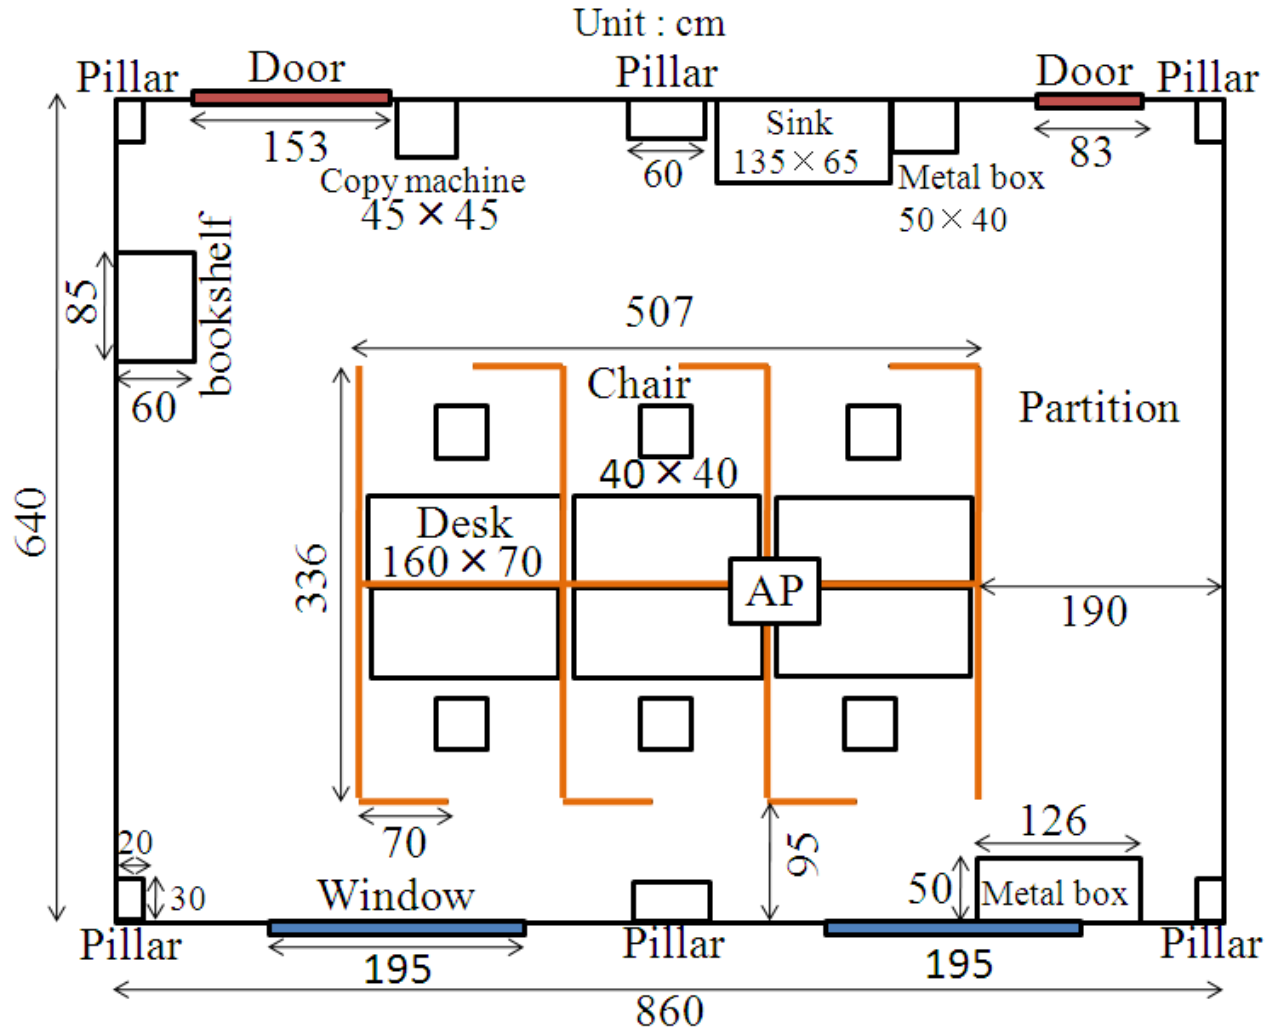 Unit : cm
Pillar
Door
Pillar
Door
Pillar
153
Copy machine
45 × 45
60
Sink
135 × 65
Metal box
50 × 40
83
85
bookshelf
60
507
Chair
40 × 40
Partition
640
336
Desk
160 × 70
AP
190
70
95
126
50
Metal box
20
30
Pillar
Window
195
Pillar
195
Pillar
860